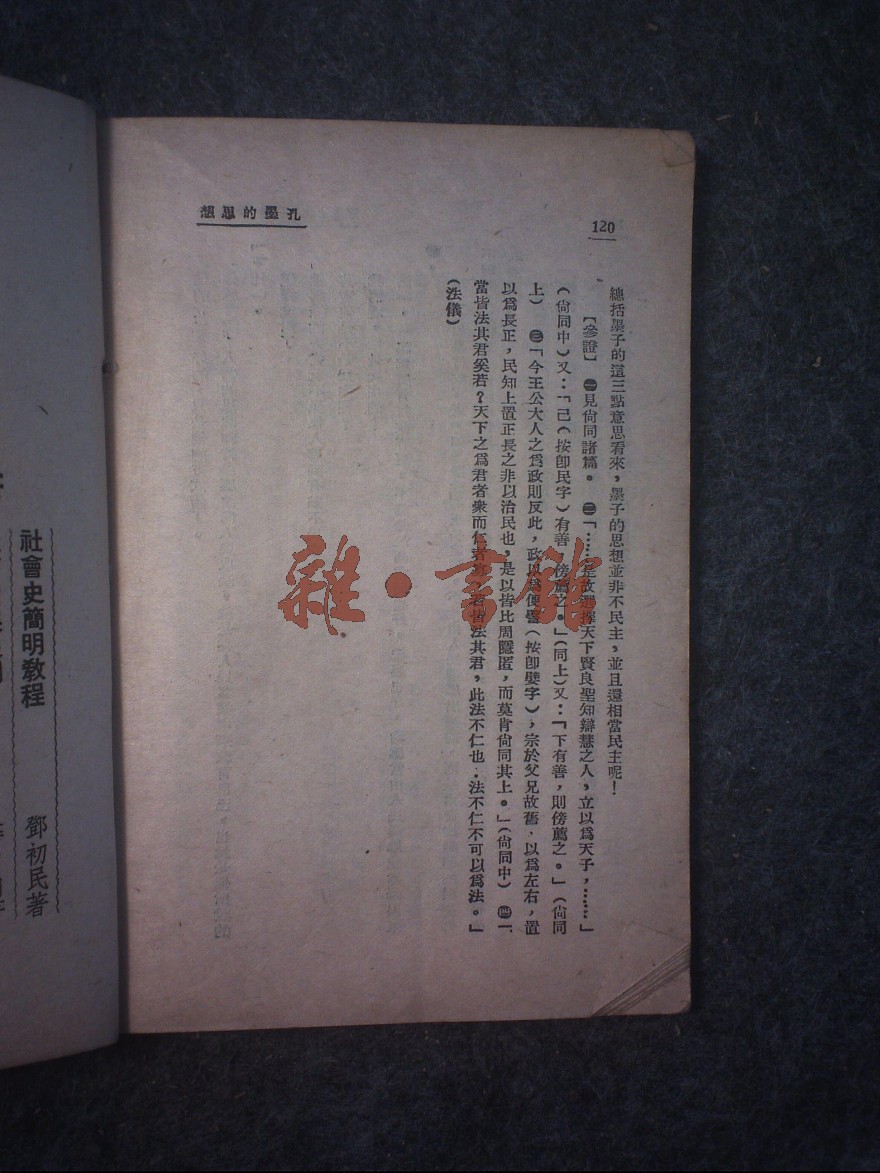 孔墨的思想
120
總括墨子的這三點意思看來，墨子的思想並非不民主，並且還相當民主呢！
【參證】　㊀見尙同諸篇。　㊁「……是故選擇天下賢良聖知辯慧之人，立以爲天子，……」
（尙同中）又：「己（按卽民字）有善，傍薦之。」（同上）又：「下有善，則傍薦之。」（尙同
上）　㊂「今王公大人之爲政則反此，政以爲便譬（按卽嬖字），宗於父兄故舊，以爲左右，置
以爲長正，民知上置正長之非以治民也，是以皆比周隱匿，而莫肯尙同其上。」（尙同中）　㊃「
當皆法其君奚若？天下之爲君者衆而仁者寡，若皆法其君，此法不仁也．法不仁不可以爲法。」
（法儀）
雜·書館
社會史簡明教程
鄧初民著